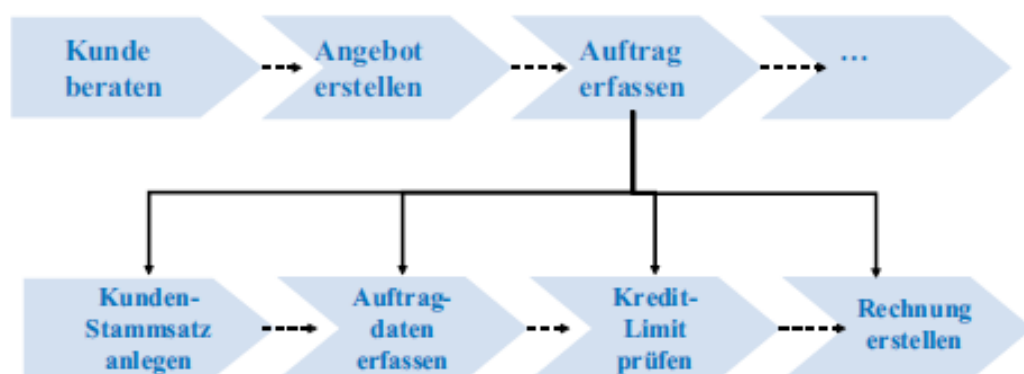 Kunde
beraten
Angebot
erstellen
Auftrag
erfassen
…
Kunden-
Stammsatz
anlegen
Auftrag-
daten
erfassen
Kredit-
Limit
prüfen
Rechnung
erstellen